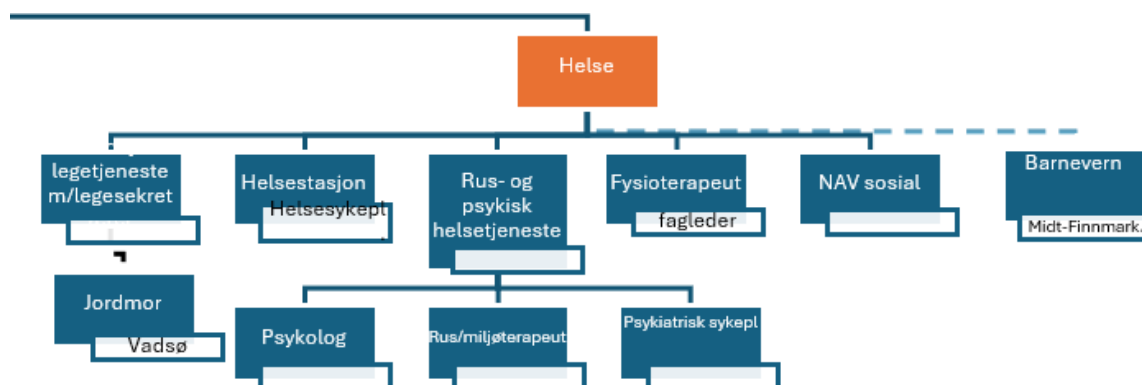 Helse
legetjeneste
m/legesekret
Helsestasjon
Helsesykepl
.
Rus- og
psykisk
helsetjeneste
Fysioterapeut
fagleder
NAV sosial
Barnevern
Midt-Finnmark.
Jordmor
Vadsø
Psykolog
Rus/miljøterapeut
Psykiatrisk sykepl